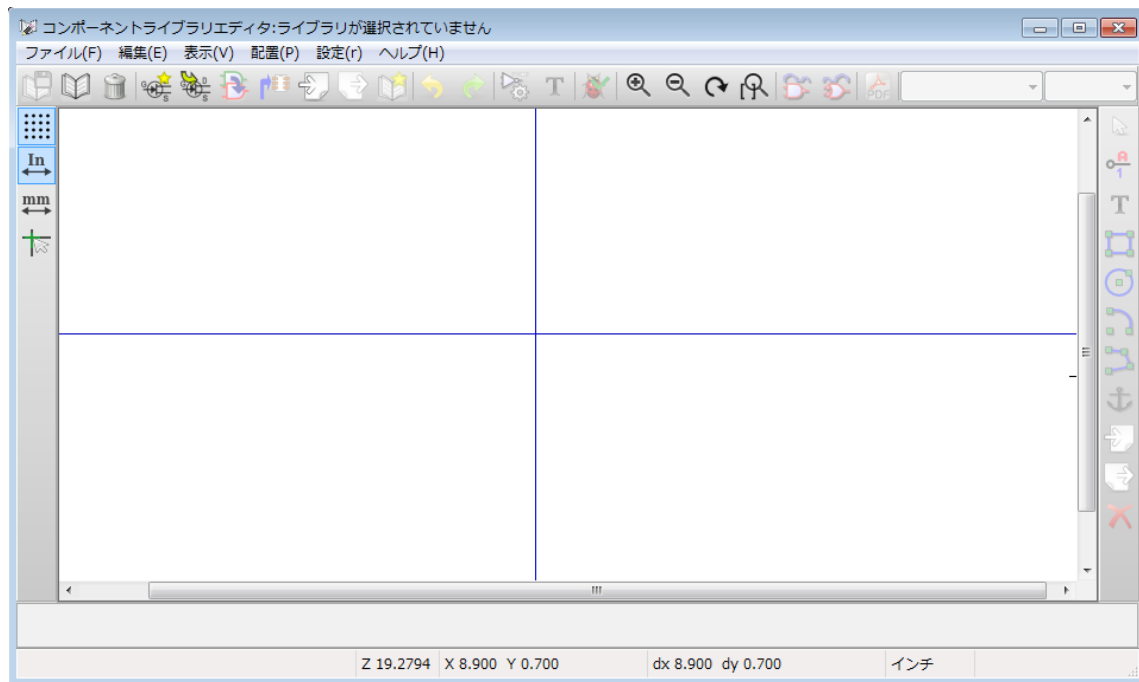 コンポーネントライブラリエディタ:ライブラリが選択されていません
ファイル(F) 編集(E) 表示(V) 配置(P) 設定(r) ヘルプ(H)
T PDF
In
mm
A
1
T
Z 19.2794 X 8.900 Y 0.700 dx 8.900 dy 0.700 インチ